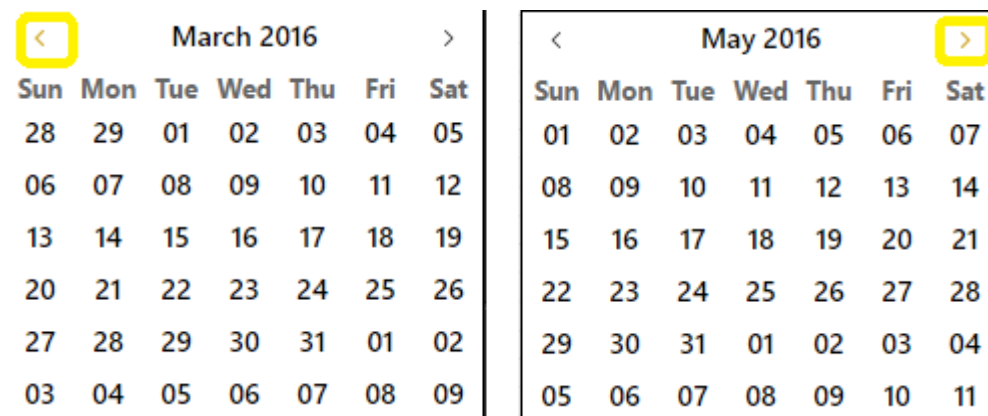 < March 2016 >
Sun Mon Tue Wed Thu Fri Sat
28 29 01 02 03 04 05
06 07 08 09 10 11 12
13 14 15 16 17 18 19
20 21 22 23 24 25 26
27 28 29 30 31 01 02
03 04 05 06 07 08 09
< May 2016 >
Sun Mon Tue Wed Thu Fri Sat
01 02 03 04 05 06 07
08 09 10 11 12 13 14
15 16 17 18 19 20 21
22 23 24 25 26 27 28
29 30 31 01 02 03 04
05 06 07 08 09 10 11